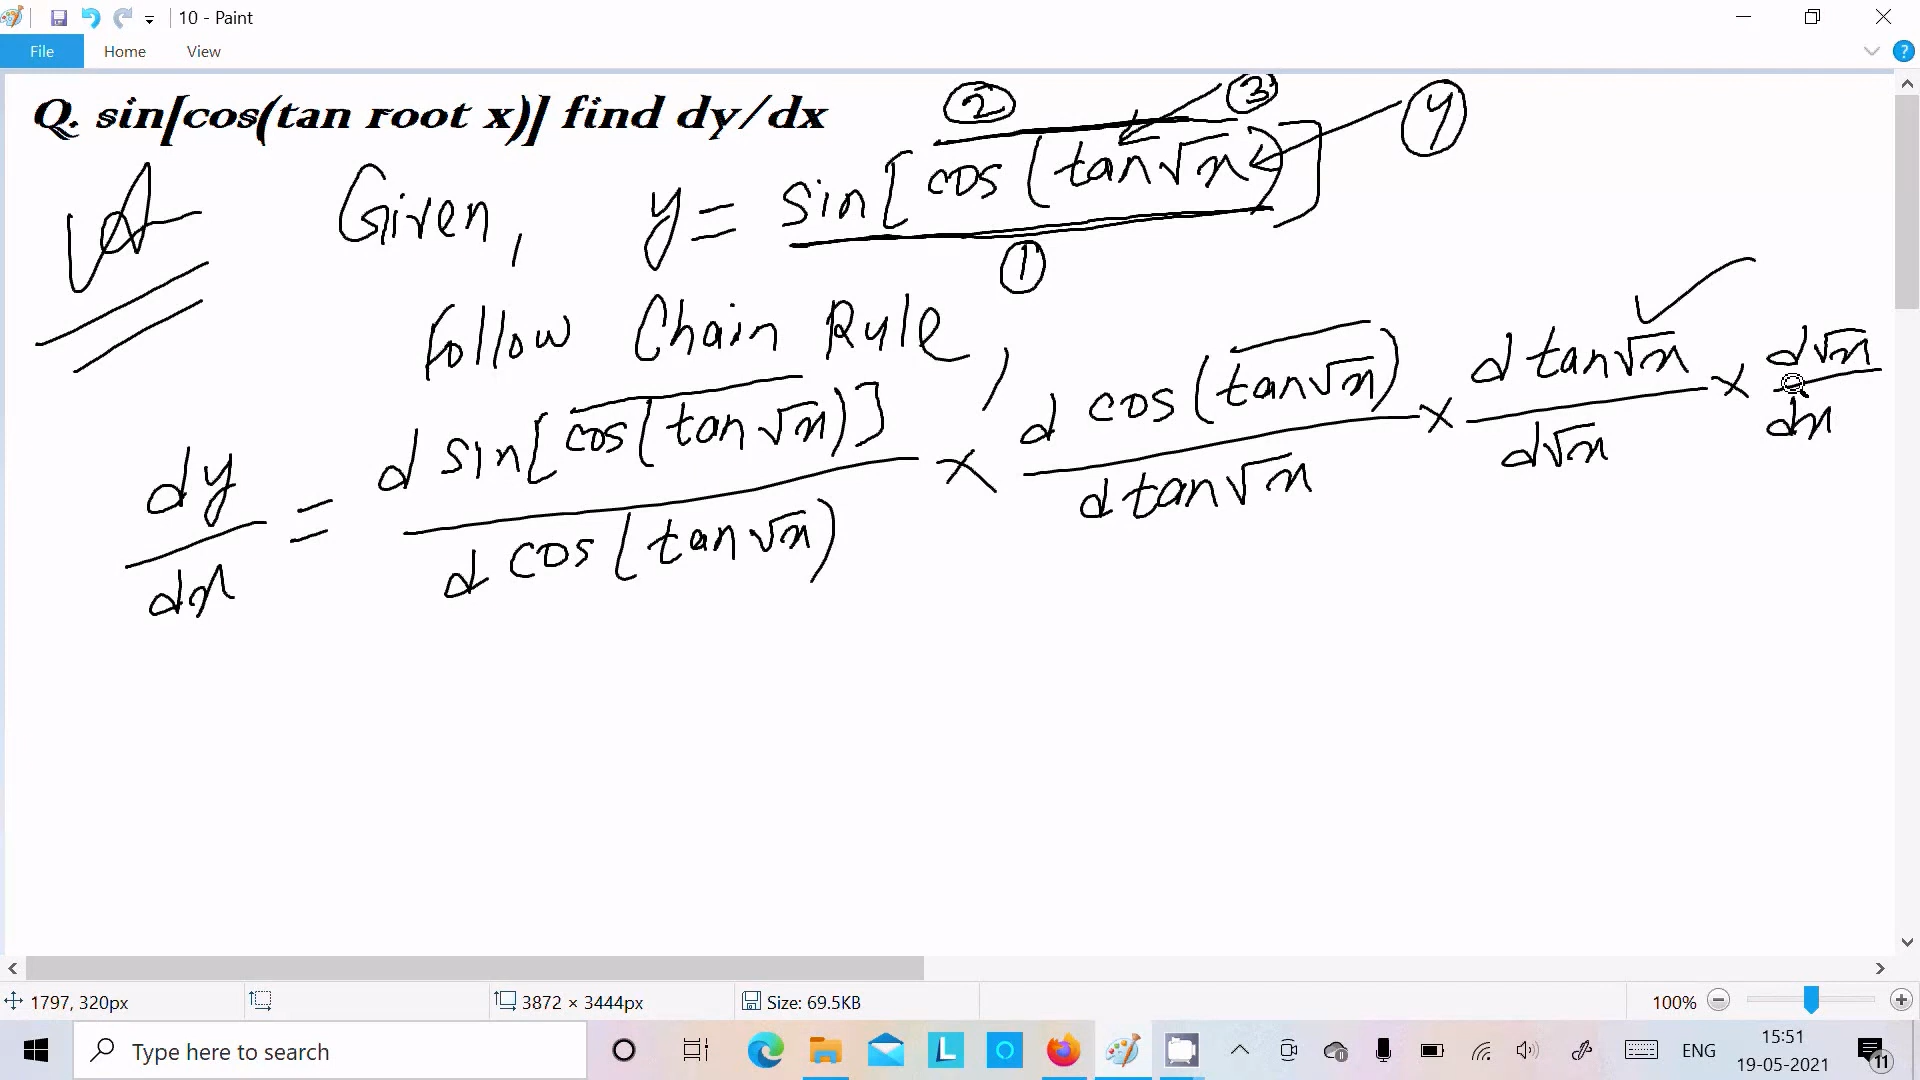 10 - Paint
File Home View
Q. sin[cos(tan root x)] find dy/dx
② ③ ④
Given, y = sin[cos(tan√x)]
①
Follow Chain Rule,
dy/dx = d sin[cos(tan√x)]/d cos(tan√x) × d cos(tan√x)/d tan√x × d tan√x/d√x × d√x/dx
1797, 320px 3872 × 3444px Size: 69.5KB 100%
Type here to search
ENG 15:51
19-05-2021 11